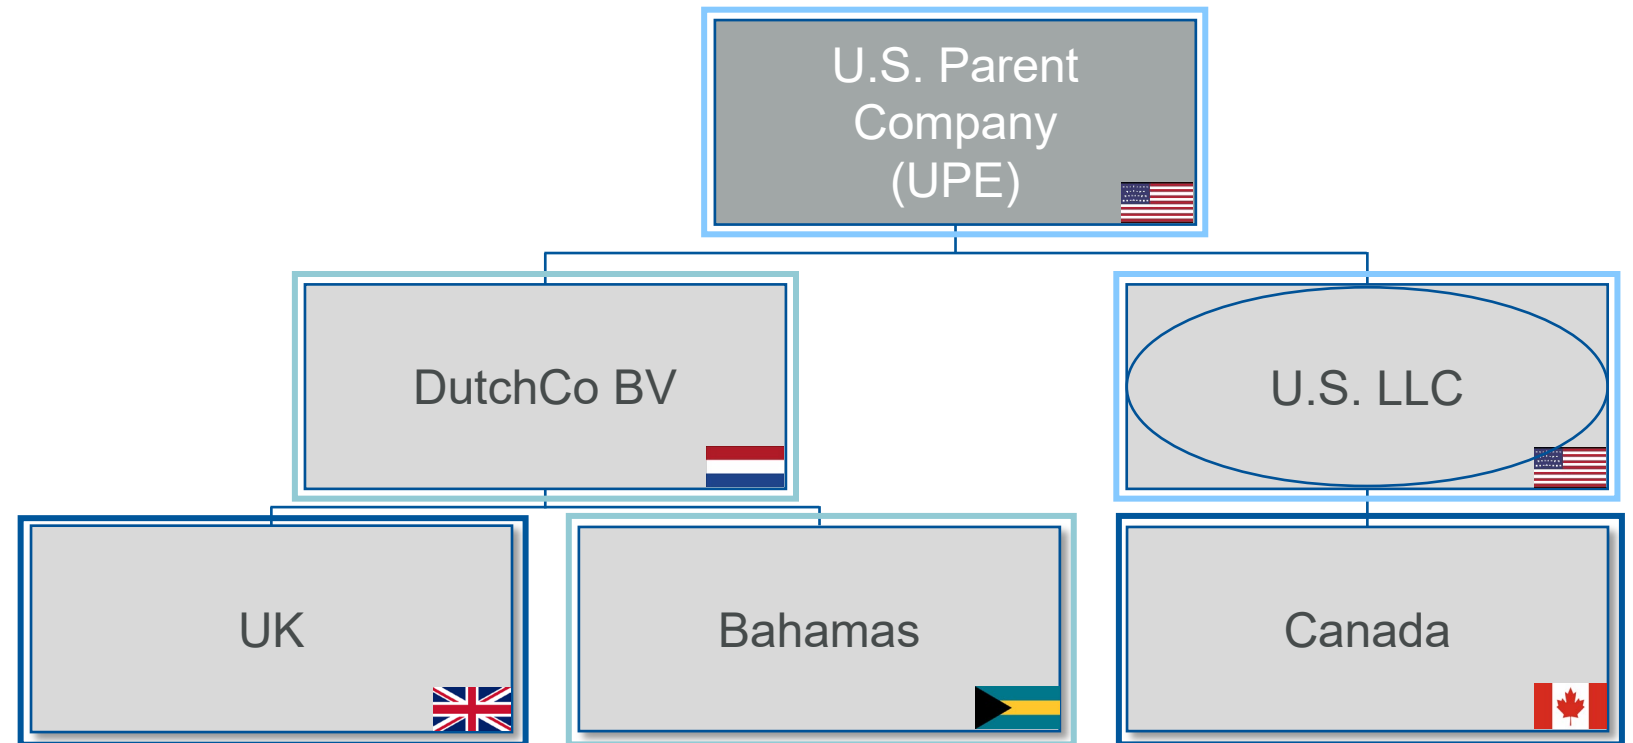 U.S. Parent
Company
(UPE)
DutchCo BV
U.S. LLC
UK
Bahamas
Canada